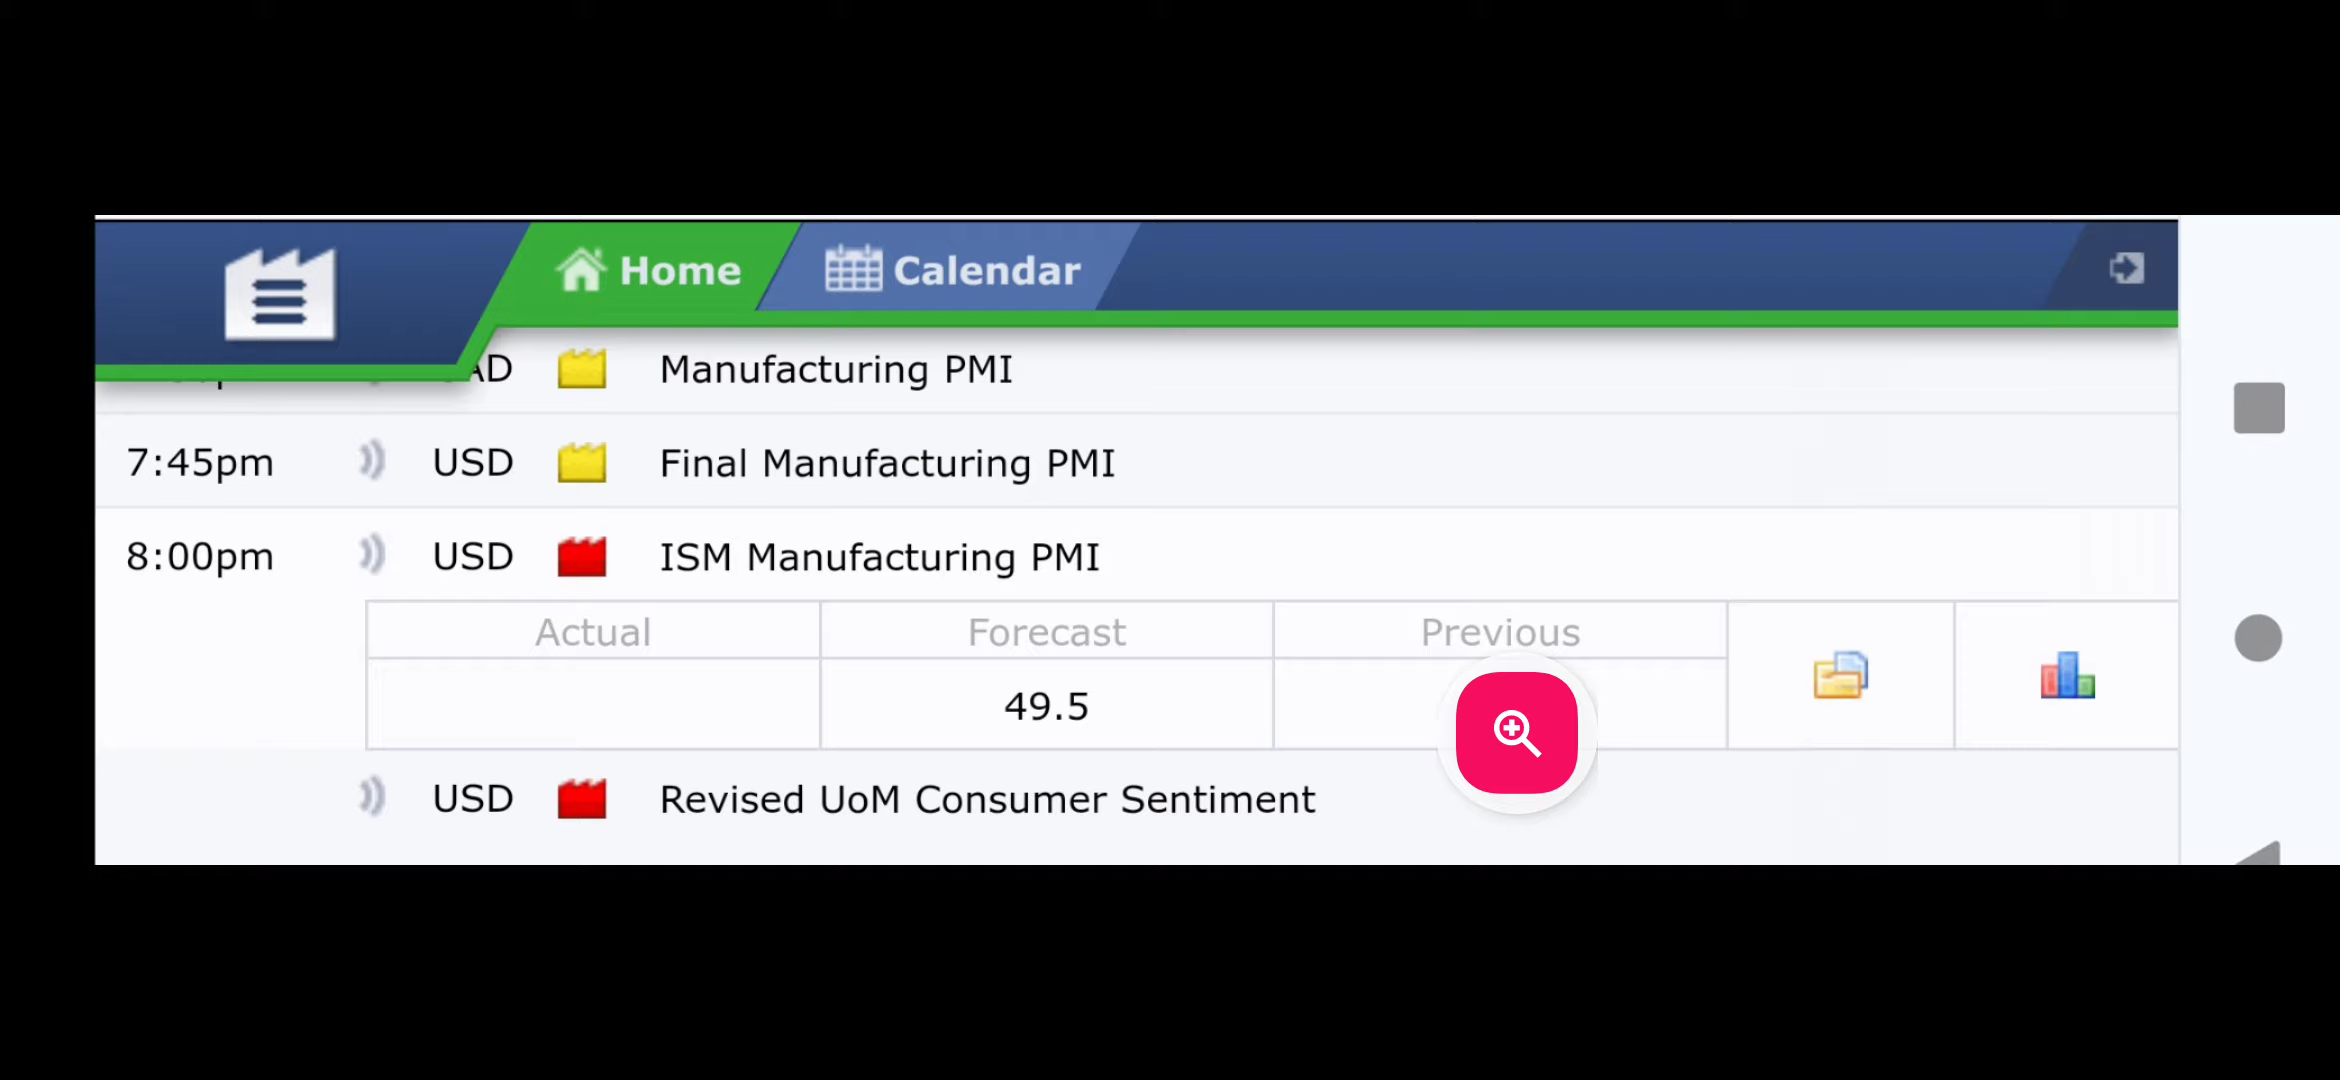 Home Calendar
AD Manufacturing PMI
7:45pm USD Final Manufacturing PMI
8:00pm USD ISM Manufacturing PMI
Actual Forecast Previous
49.5
USD Revised UoM Consumer Sentiment